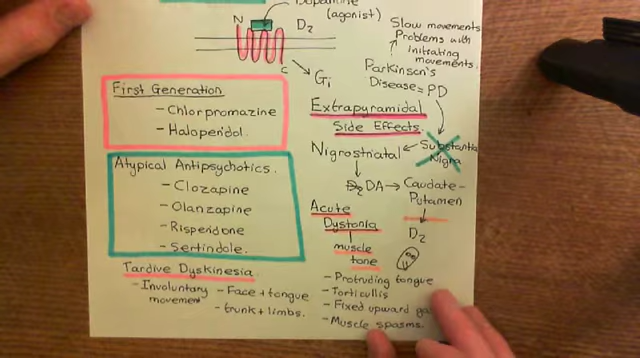 Dopamine
(agonist)
N
D2
C
Gi
Slow movements
Problems with
initiating
movements.
Parkinson's
Disease = PD
First Generation
- Chlorpromazine
- Haloperidol.
Extrapyramidal
Side Effects.
Substantia
Nigra
Nigrostriatal
D2 DA → Caudate-
Putamen
D2
Atypical Antipsychotics.
- Clozapine
- Olanzapine
- Risperidone
- Sertindole.
Acute
Dystonia
muscle
tone
- Protruding tongue
- Torticullis
- Fixed upward
- Muscle spasms.
Tardive Dyskinesia
- Involuntary
movement
- Face + tongue
- trunk + limbs.